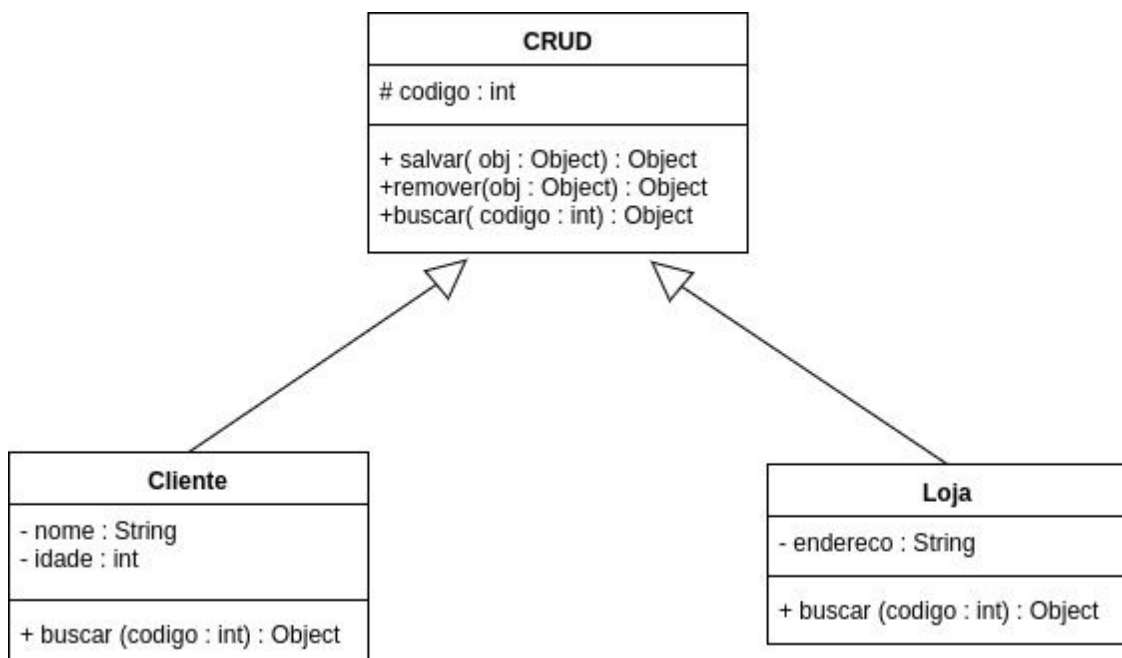 CRUD
# codigo : int
+ salvar( obj : Object) : Object
+remover(obj : Object) : Object
+buscar( codigo : int) : Object
Cliente
- nome : String
- idade : int
+ buscar (codigo : int) : Object
Loja
- endereco : String
+ buscar (codigo : int) : Object